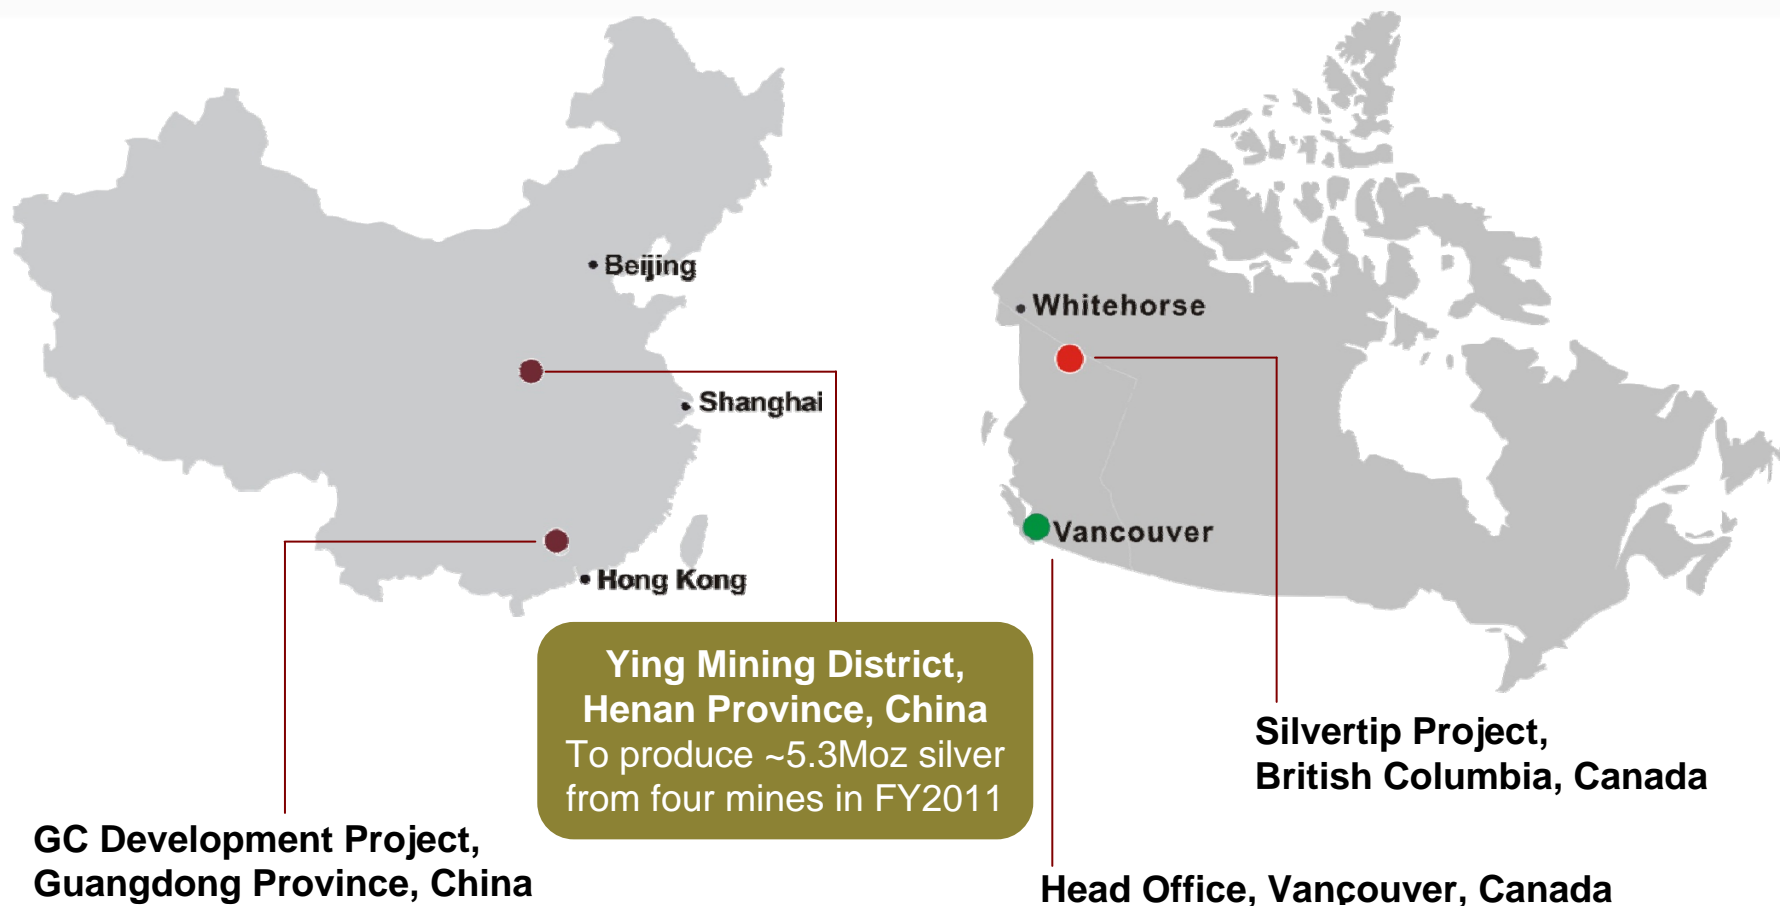 Beijing
Shanghai
Hong Kong
Whitehorse
Vancouver
Ying Mining District,
Henan Province, China
To produce ~5.3Moz silver
from four mines in FY2011
Silvertip Project,
British Columbia, Canada
GC Development Project,
Guangdong Province, China
Head Office, Vancouver, Canada